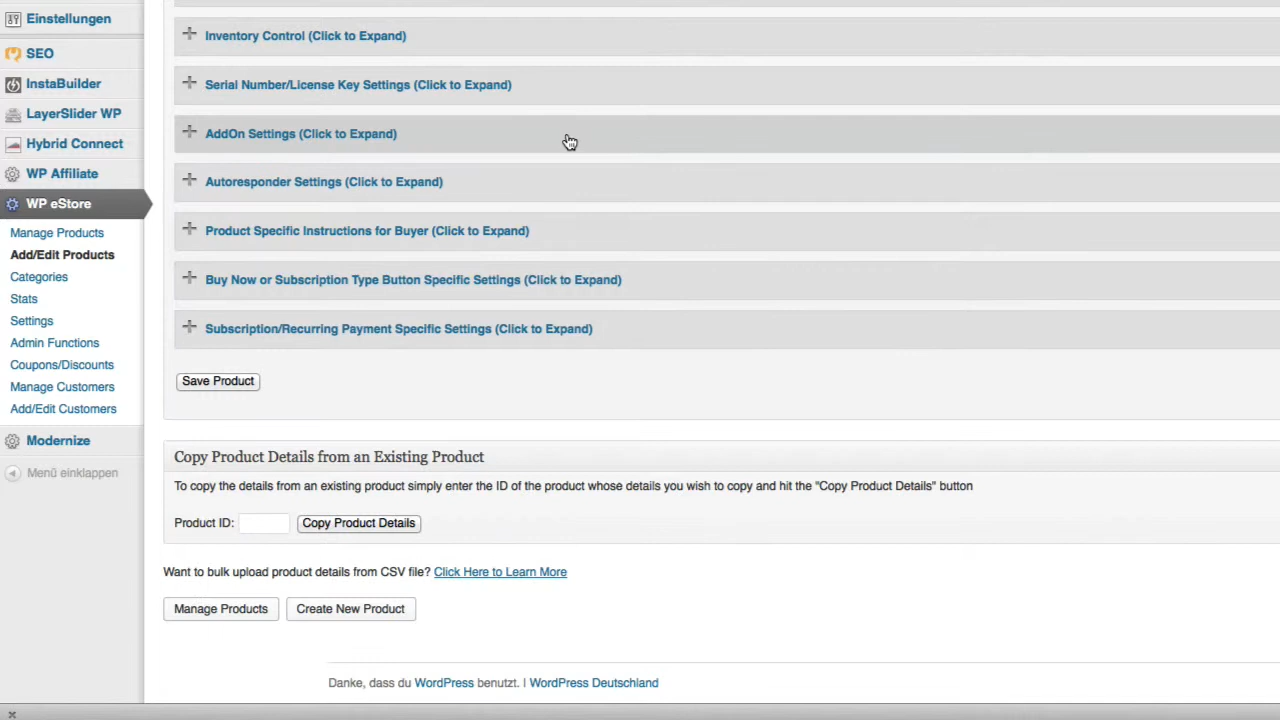 Einstellungen
SEO
InstaBuilder
LayerSlider WP
Hybrid Connect
WP Affiliate
WP eStore
Manage Products
Add/Edit Products
Categories
Stats
Settings
Admin Functions
Coupons/Discounts
Manage Customers
Add/Edit Customers
Modernize
Menü einklappen
Inventory Control (Click to Expand)
Serial Number/License Key Settings (Click to Expand)
AddOn Settings (Click to Expand)
Autoresponder Settings (Click to Expand)
Product Specific Instructions for Buyer (Click to Expand)
Buy Now or Subscription Type Button Specific Settings (Click to Expand)
Subscription/Recurring Payment Specific Settings (Click to Expand)
Save Product
Copy Product Details from an Existing Product
To copy the details from an existing product simply enter the ID of the product whose details you wish to copy and hit the "Copy Product Details" button
Product ID: Copy Product Details
Want to bulk upload product details from CSV file? Click Here to Learn More
Manage Products Create New Product
Danke, dass du WordPress benutzt. | WordPress Deutschland